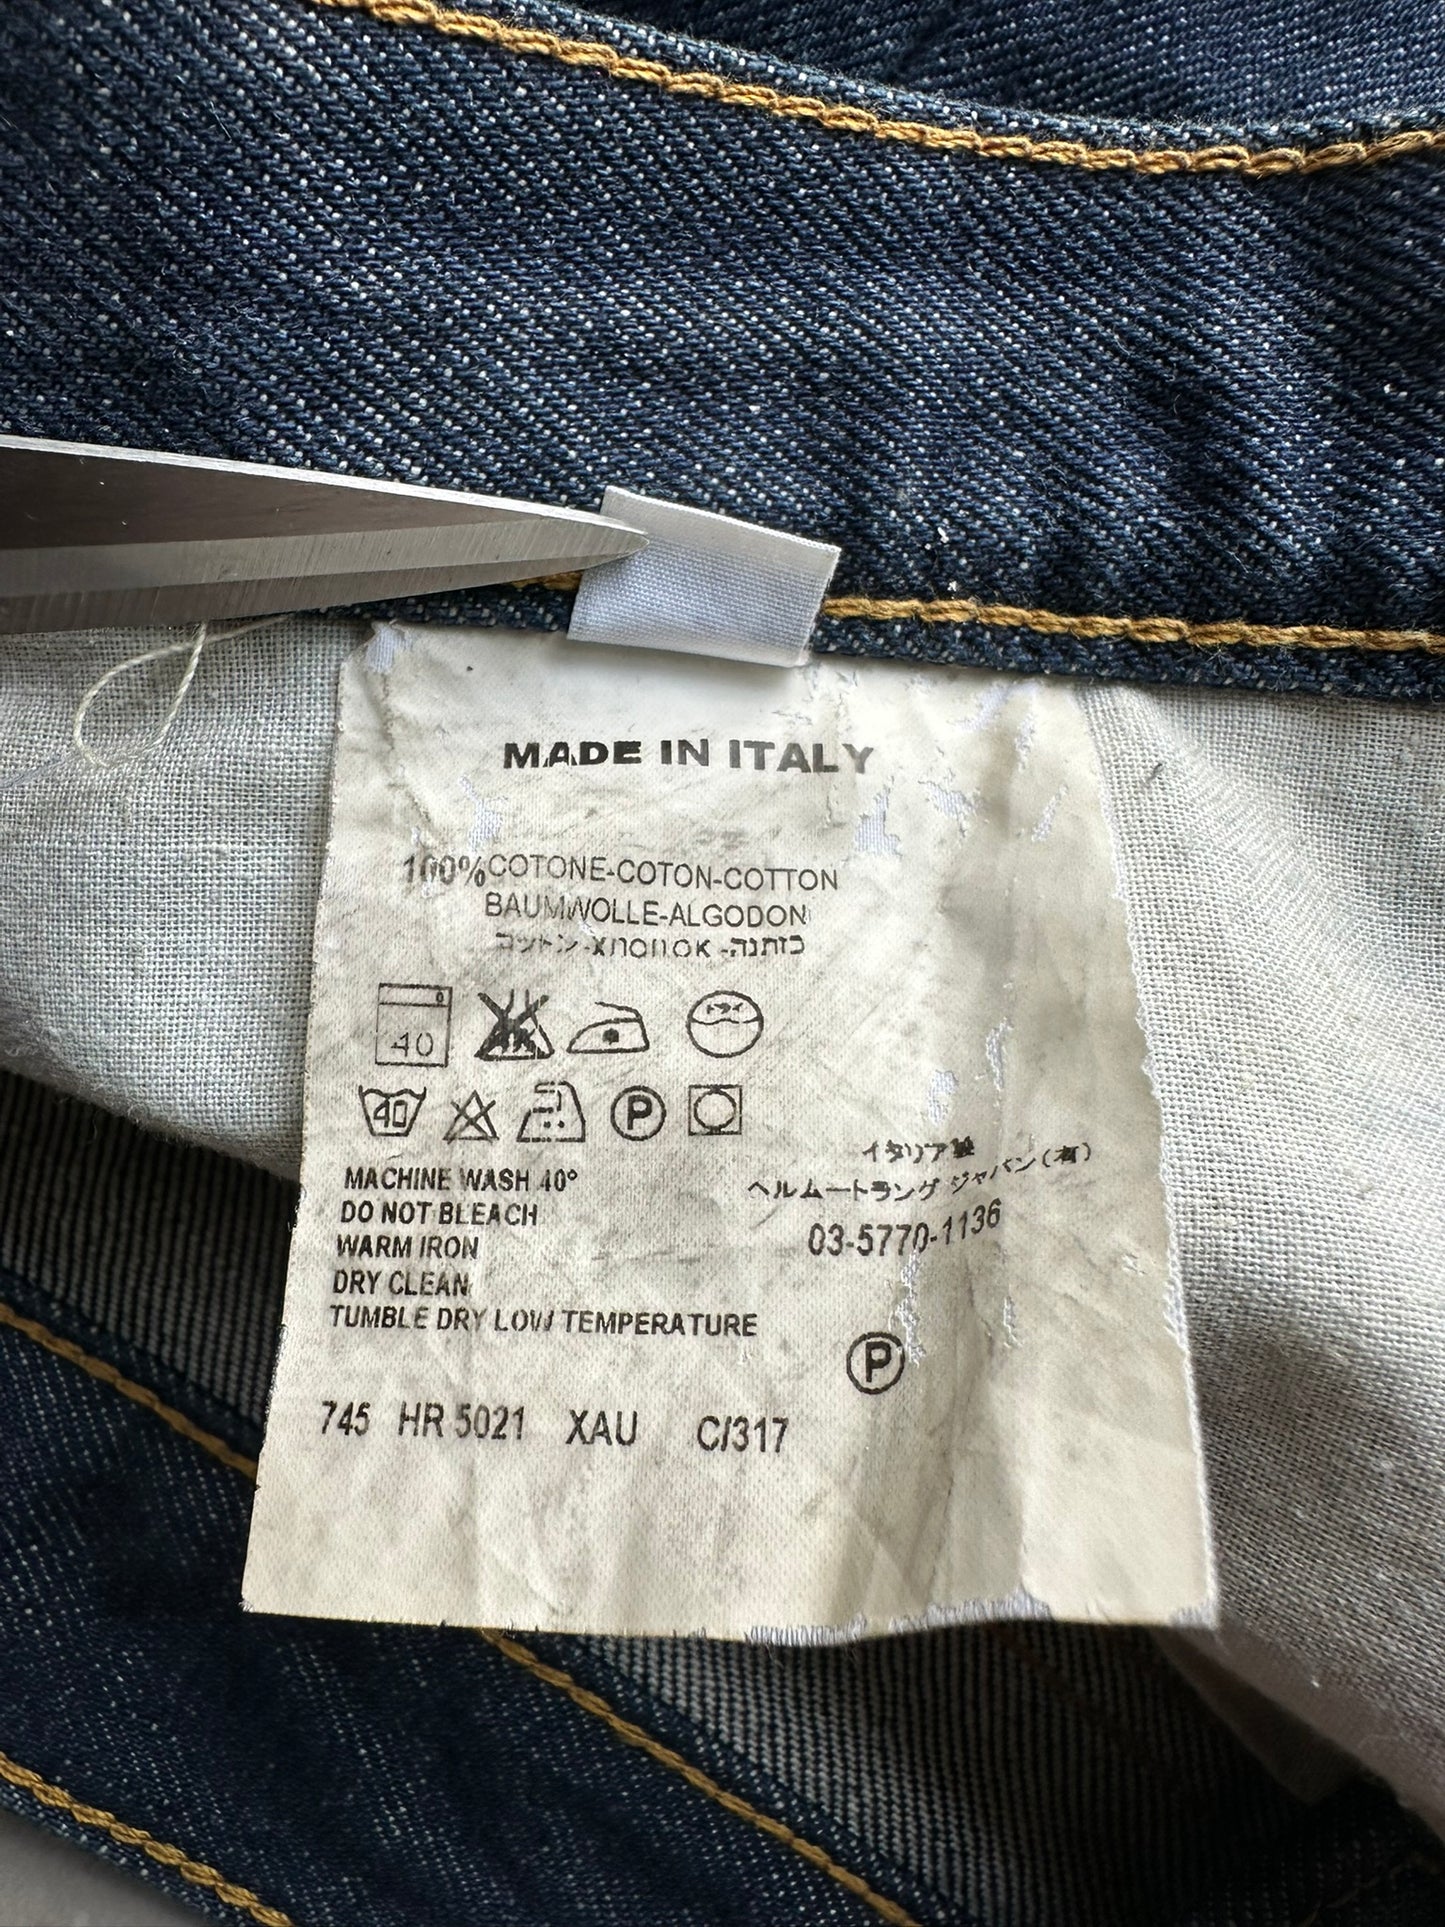 MADE IN ITALY
100%COTONE-COTON-COTTON
BAUMWOLLE-ALGODON
コットン-ХЛОПОК -כותנה
40
ドライ
40 P
MACHINE WASH 40°
DO NOT BLEACH
WARM IRON
DRY CLEAN
TUMBLE DRY LOW TEMPERATURE
イタリア製
ヘルムートラング ジャパン(有)
03-5770-1136
P
745 HR 5021 XAU C/317